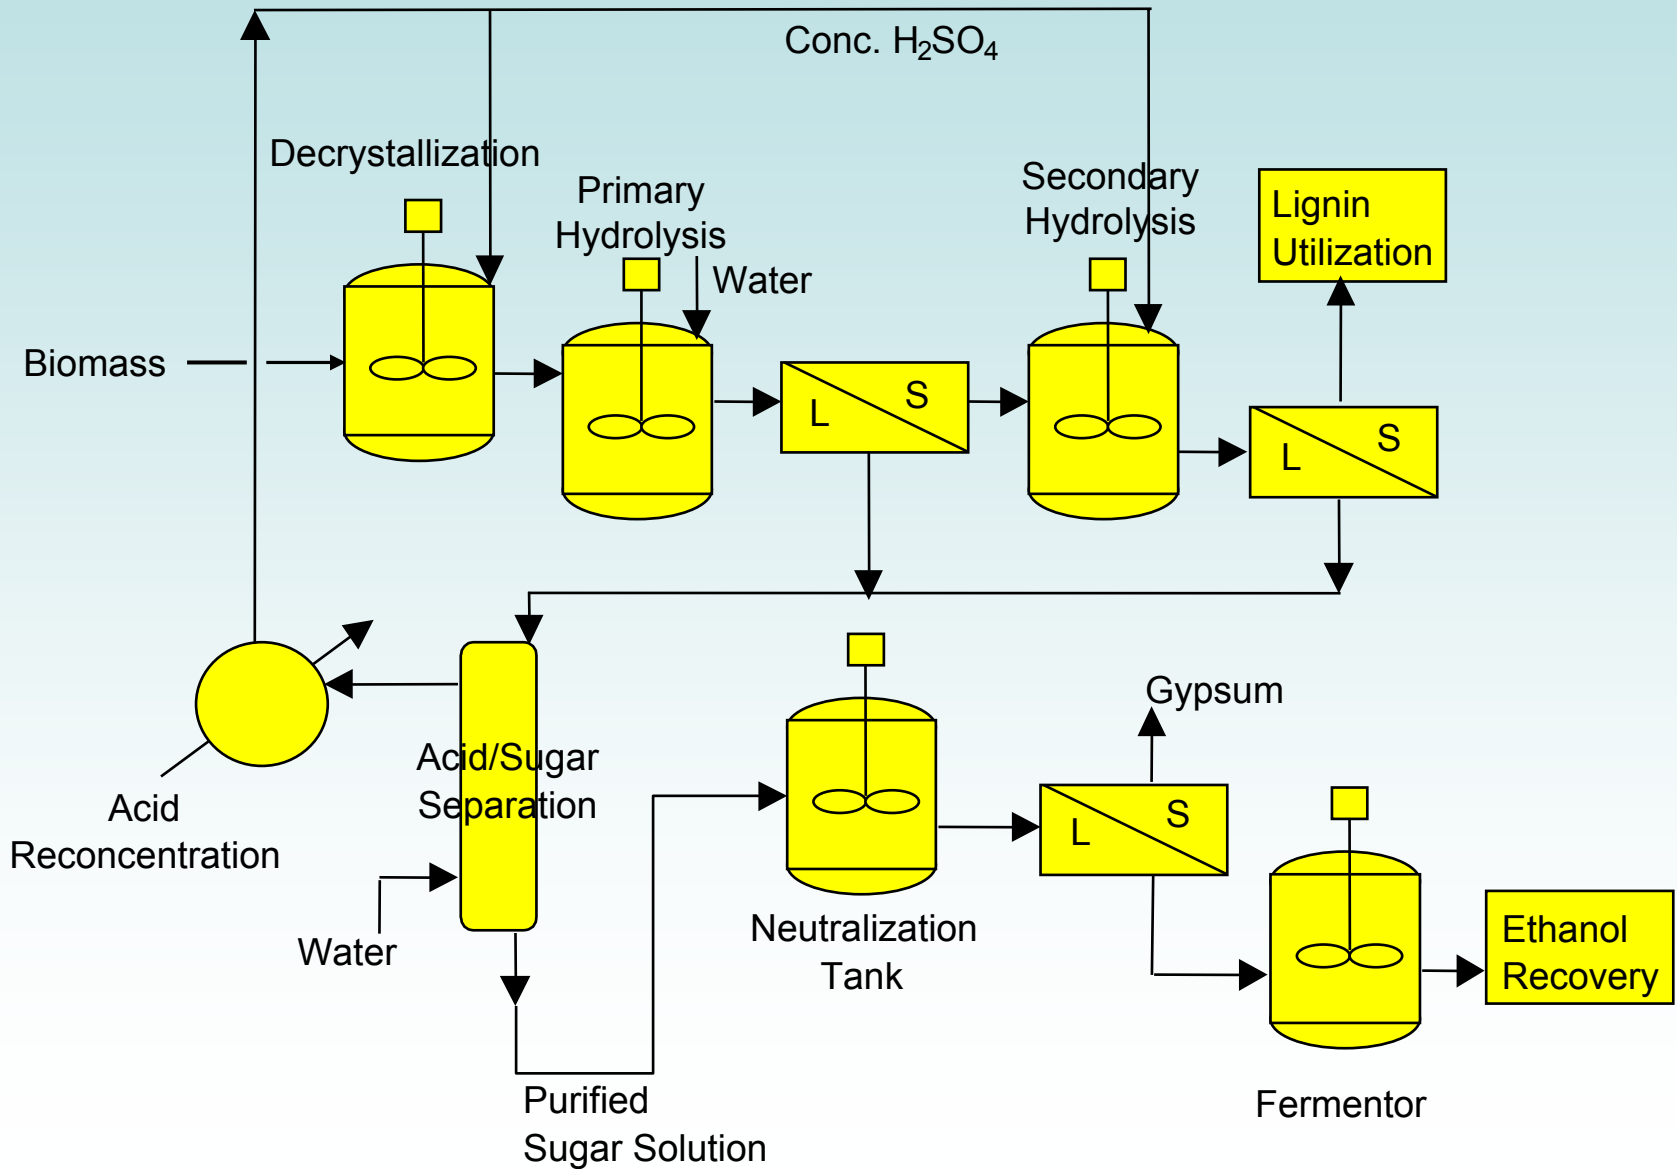 Conc. H₂SO₄
Decrystallization
Primary
Hydrolysis
Water
Secondary
Hydrolysis
Lignin
Utilization
Biomass
L
S
L
S
Acid
Reconcentration
Acid/Sugar
Separation
Water
Purified
Sugar Solution
Neutralization
Tank
Gypsum
L
S
Fermentor
Ethanol
Recovery